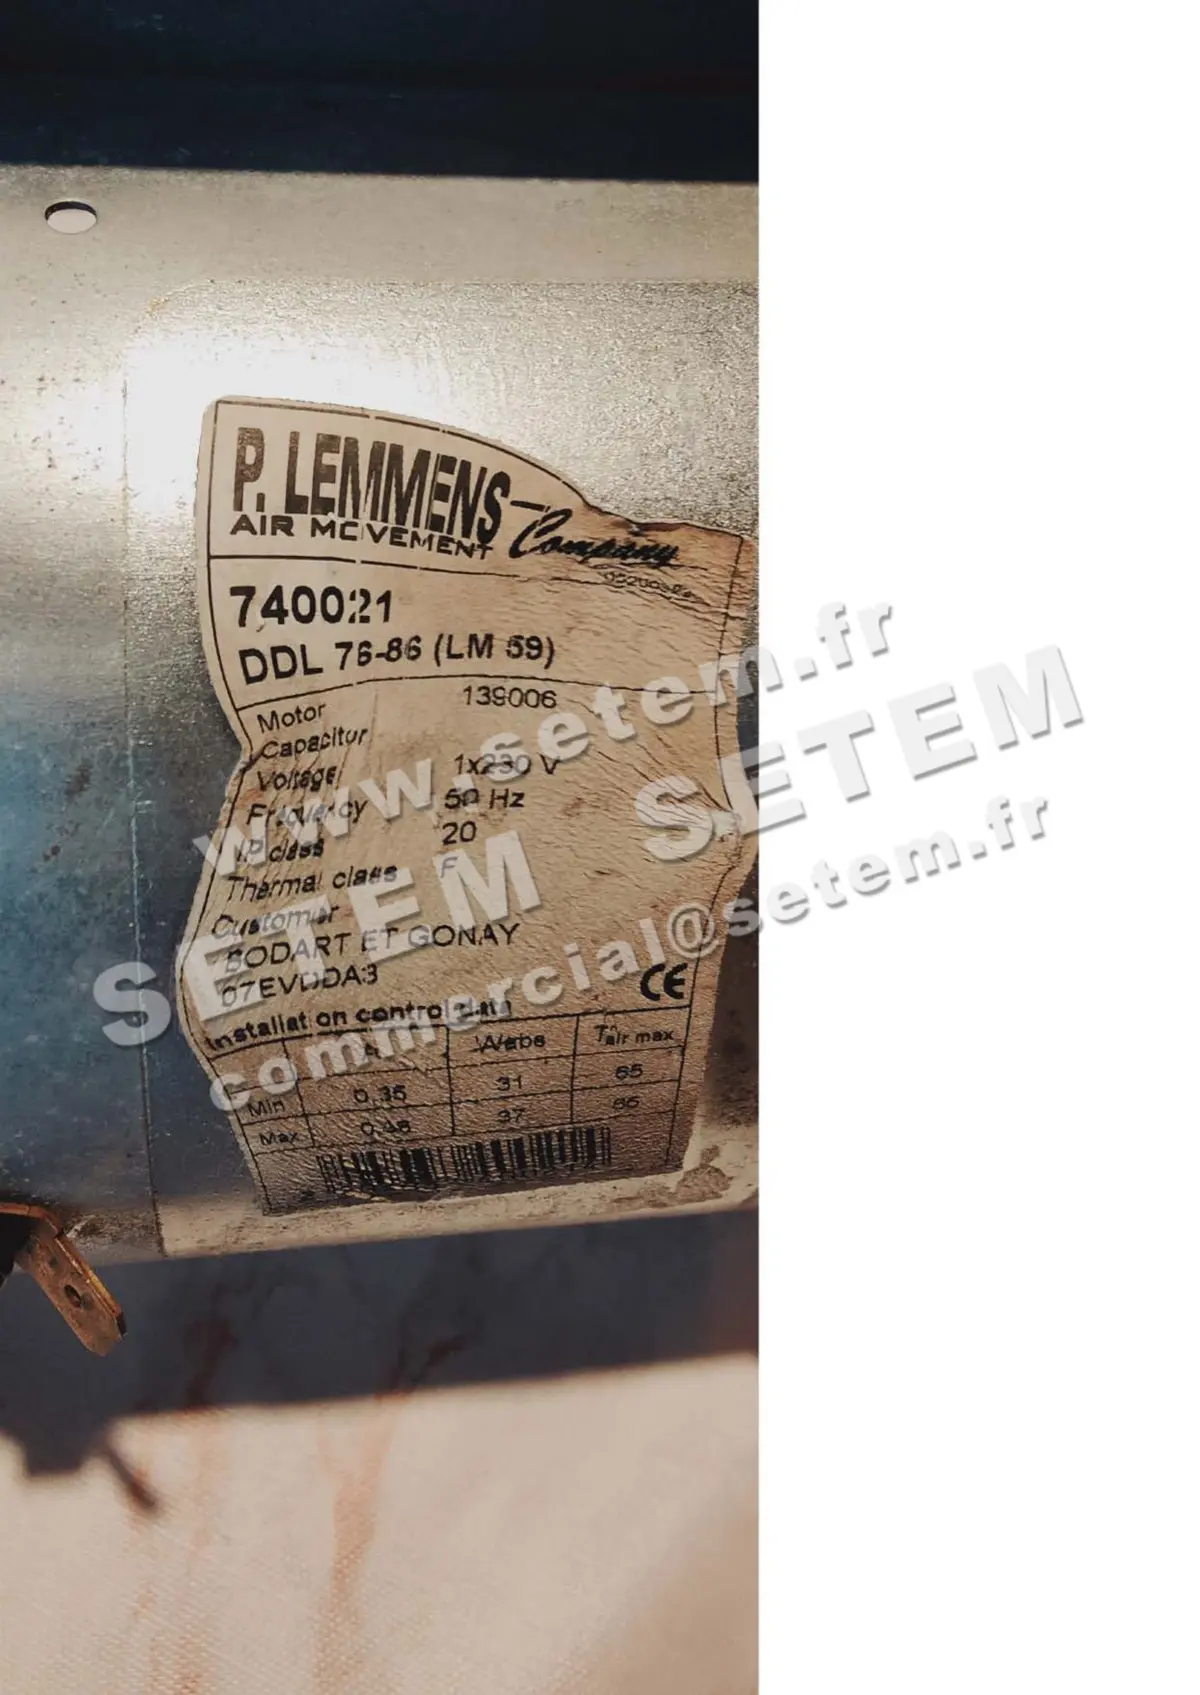 P. LEMMENS
AIR MOVEMENT Company
740021
DDL 76-86 (LM 59)
Motor 139006
Capacitor
Voltage 1x230 V
Frequency 50 Hz
IP class 20
Thermal class F
Customer
BODART ET GONAY
07EVDDA3
CE
Installation control data
A Watts Tair max
Min 0,35 31 65
Max 0,46 37 65
www.setem.fr
SETEM SETEM
commercial@setem.fr